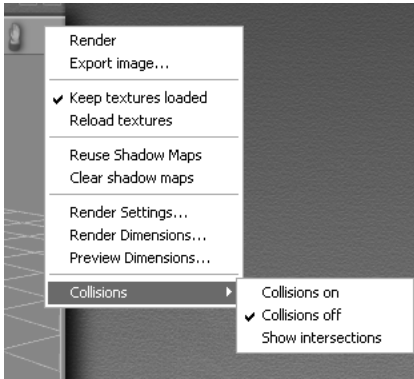 Render
Export image...
Keep textures loaded
Reload textures
Reuse Shadow Maps
Clear shadow maps
Render Settings...
Render Dimensions...
Preview Dimensions...
Collisions
Collisions on
Collisions off
Show intersections